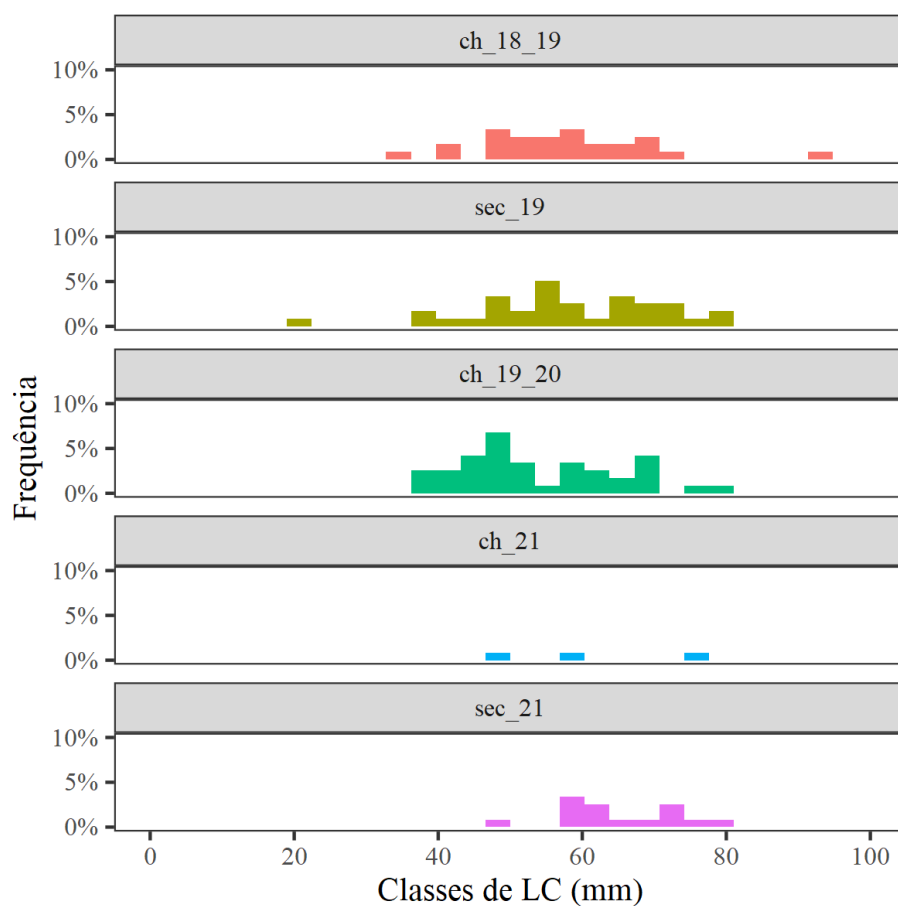 ch_18_19
10%
5%
0%
sec_19
10%
5%
0%
ch_19_20
10%
5%
0%
ch_21
10%
5%
0%
sec_21
10%
5%
0%
0 20 40 60 80 100
Classes de LC (mm)
Frequência